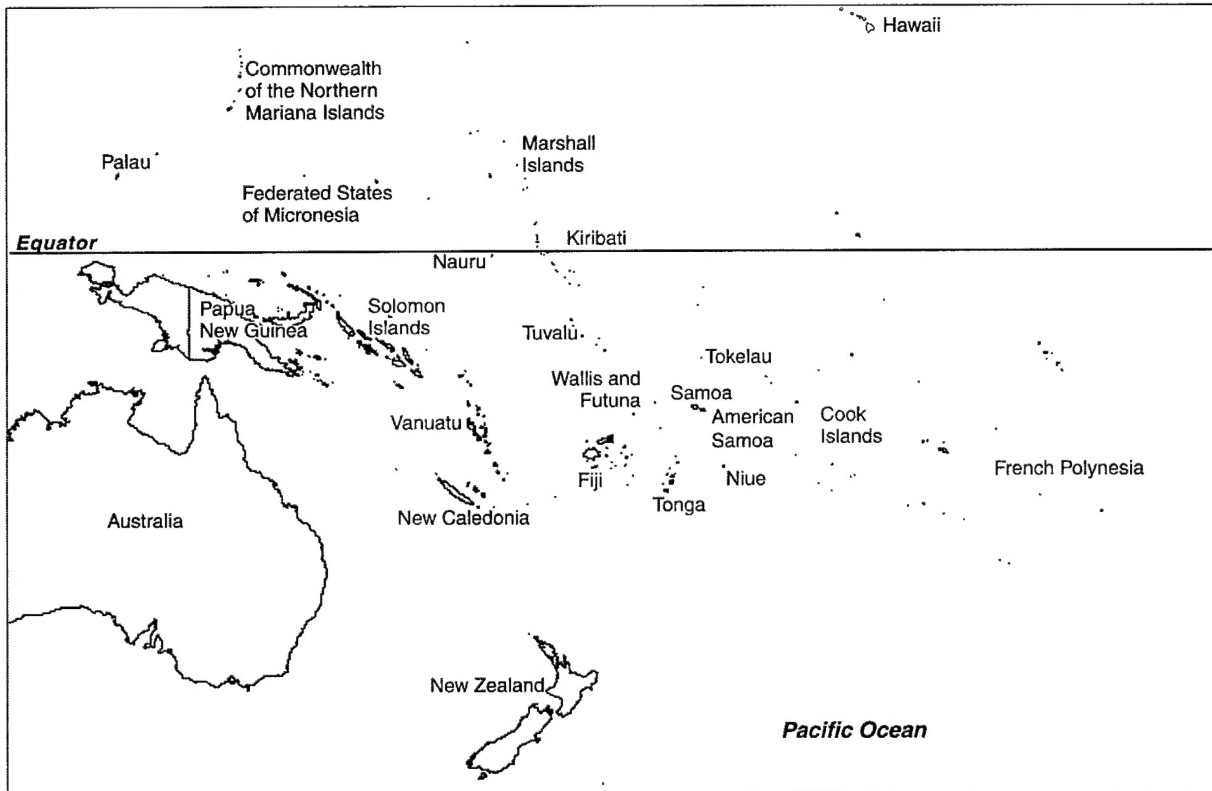 Hawaii
Commonwealth
of the Northern
Mariana Islands
Marshall
Islands
Palau
Federated States
of Micronesia
Equator
Kiribati
Nauru
Papua
New Guinea
Solomon
Islands
Tuvalu
Tokelau
Wallis and
Futuna
Samoa
American
Samoa
Cook
Islands
Vanuatu
Fiji
Niue
French Polynesia
Tonga
New Caledonia
Australia
New Zealand
Pacific Ocean